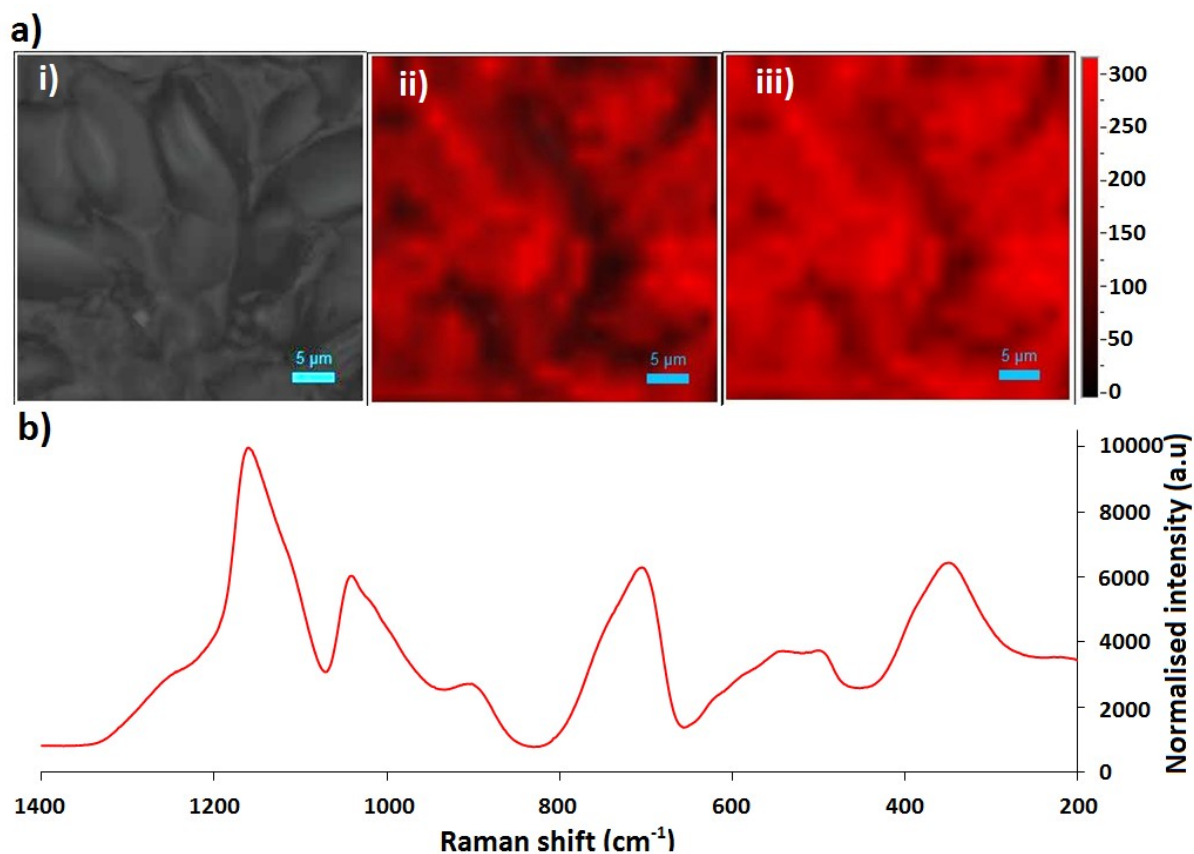 a)
i)
ii)
iii)
5 µm
5 µm
5 µm
300
250
200
150
100
50
0
b)
10000
8000
6000
4000
2000
0
Normalised intensity (a.u)
1400
1200
1000
800
600
400
200
Raman shift (cm⁻¹)